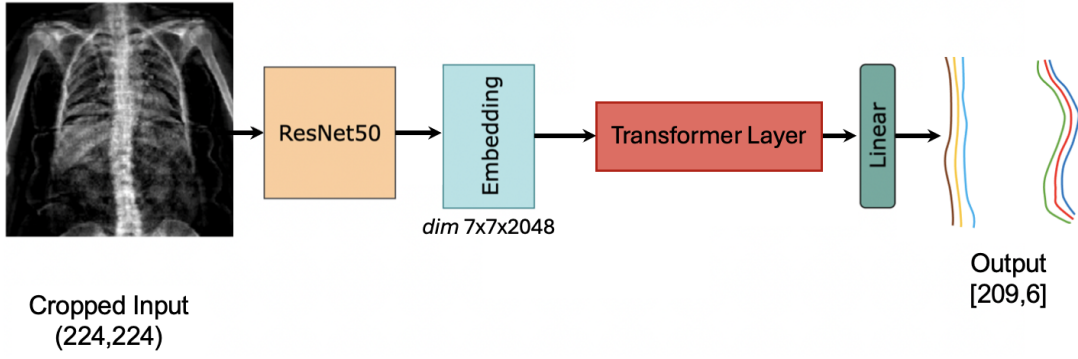 ResNet50
Embedding
Transformer Layer
Linear
dim 7x7x2048
Cropped Input
(224,224)
Output
[209,6]